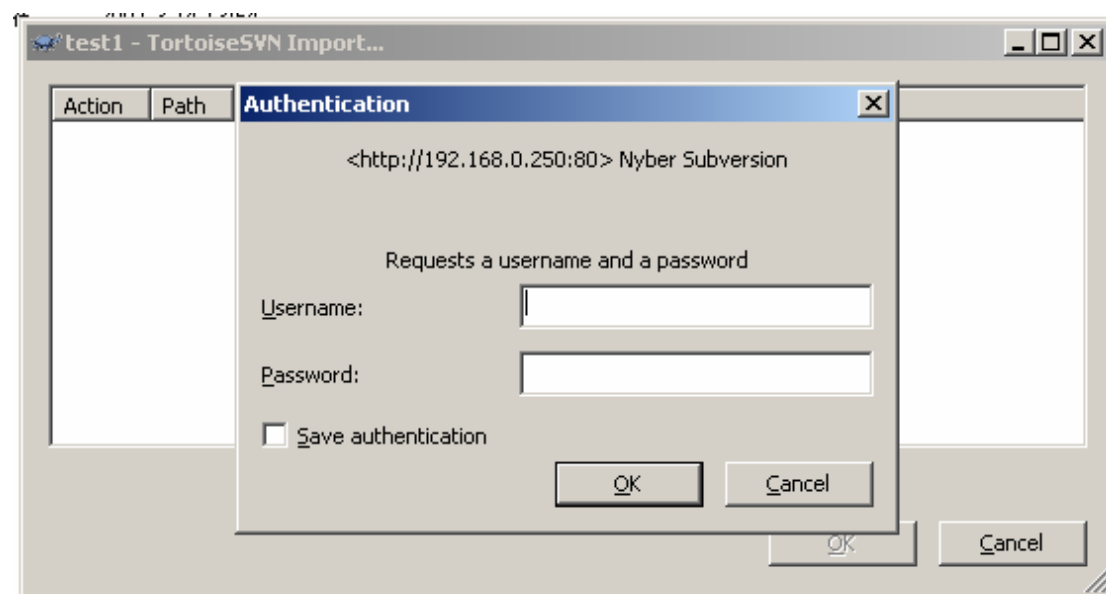 test1 - TortoiseSVN Import...
Action Path
Authentication
<http://192.168.0.250:80> Nyber Subversion
Requests a username and a password
Username:
Password:
Save authentication
OK Cancel
OK Cancel